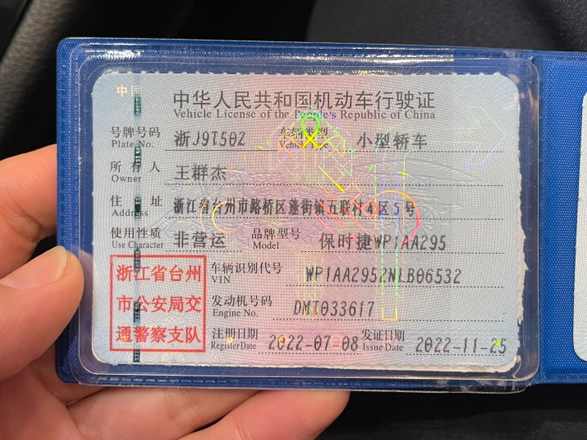 中华人民共和国机动车行驶证
Vehicle License of the People's Republic of China
号牌号码 浙J9T50Z 车辆类型 小型轿车
Plate No. Vehicle
所有人 王群杰
Owner
住址 浙江省台州市路桥区蓬街镇五联村4区5号
Address
使用性质 非营运 品牌型号 保时捷WP1AA295
Use Character Model
浙江省台州
市公安局交
通警察支队
车辆识别代号 WP1AA2952NLB06532
VIN
发动机号码 DMT033617
Engine No.
注册日期 2022-07-08 发证日期 2022-11-25
Register Date Issue Date